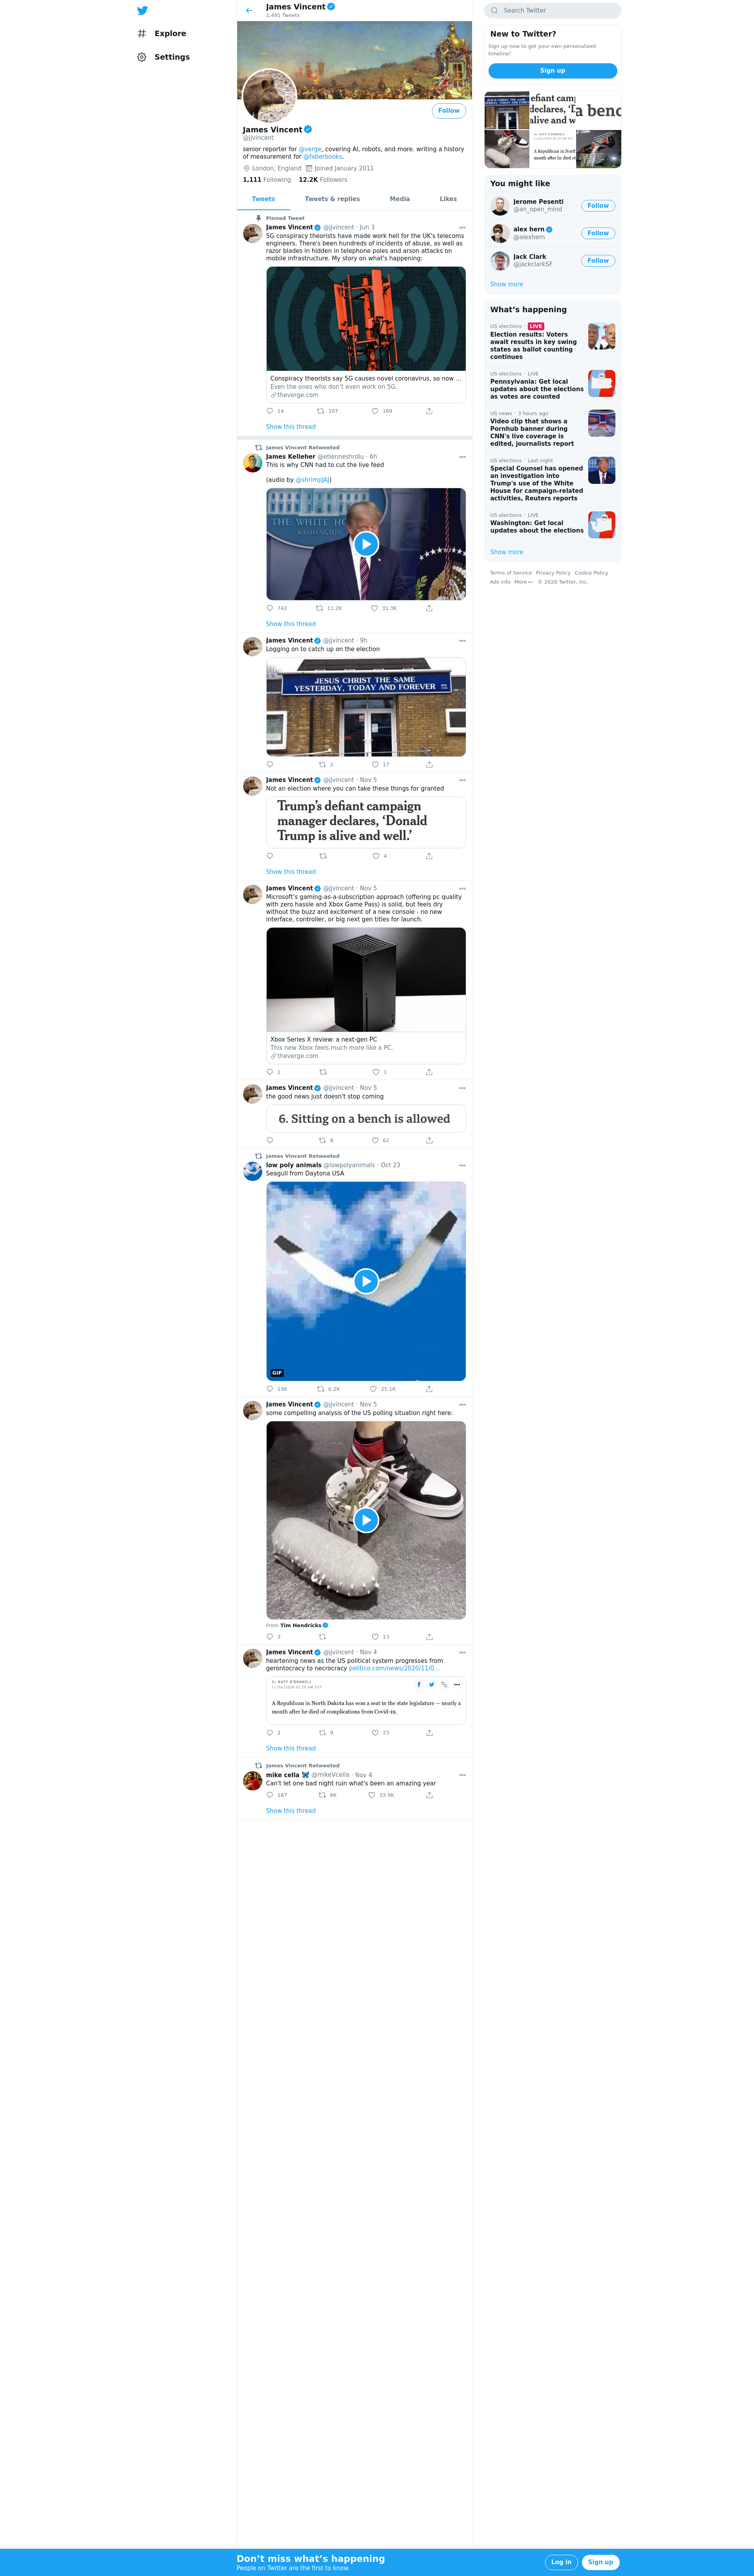 Explore
Settings
James Vincent
1,491 Tweets
Follow
James Vincent
@jjvincent
senior reporter for @verge, covering AI, robots, and more. writing a history
of measurement for @faberbooks.
London, England Joined January 2011
1,111 Following 12.2K Followers
Tweets Tweets & replies Media Likes
Pinned Tweet
James Vincent @jjvincent · Jun 3
5G conspiracy theorists have made work hell for the UK's telecoms
engineers. There's been hundreds of incidents of abuse, as well as
razor blades in hidden in telephone poles and arson attacks on
mobile infrastructure. My story on what's happening:
Conspiracy theorists say 5G causes novel coronavirus, so now ...
Even the ones who don't even work on 5G.
theverge.com
14 107 169
Show this thread
James Vincent Retweeted
James Kelleher @etienneshrdlu · 6h
This is why CNN had to cut the live feed
(audio by @shrimpJAJ)
THE WHITE HO
WASHINGTON
742 11.2K 31.3K
Show this thread
James Vincent @jjvincent · 9h
Logging on to catch up on the election
JESUS CHRIST THE SAME
YESTERDAY, TODAY AND FOREVER
2 17
James Vincent @jjvincent · Nov 5
Not an election where you can take these things for granted
Trump's defiant campaign
manager declares, 'Donald
Trump is alive and well.'
4
Show this thread
James Vincent @jjvincent · Nov 5
Microsoft's gaming-as-a-subscription approach (offering pc quality
with zero hassle and Xbox Game Pass) is solid, but feels dry
without the buzz and excitement of a new console - no new
interface, controller, or big next gen titles for launch.
Xbox Series X review: a next-gen PC
This new Xbox feels much more like a PC.
theverge.com
1 1
James Vincent @jjvincent · Nov 5
the good news just doesn't stop coming
6. Sitting on a bench is allowed
6 62
James Vincent Retweeted
low poly animals @lowpolyanimals · Oct 23
Seagull from Daytona USA
GIF
136 6.2K 25.1K
James Vincent @jjvincent · Nov 5
some compelling analysis of the US polling situation right here:
From Tim Hendricks
3 13
James Vincent @jjvincent · Nov 4
heartening news as the US political system progresses from
gerontocracy to necrocracy politico.com/news/2020/11/0...
By KATY O'DONNELL
A Republican in North Dakota has won a seat in the state legislature — nearly a
month after he died of complications from Covid-19.
2 9 23
Show this thread
James Vincent Retweeted
mike cella @mikeVcella · Nov 4
Can't let one bad night ruin what's been an amazing year
187 6K 33.9K
Show this thread
Search Twitter
New to Twitter?
Sign up now to get your own personalized
timeline!
Sign up
efiant camp
declares, 'D
alive and w
a benc
You might like
Jerome Pesenti
@an_open_mind
Follow
alex hern
@alexhern
Follow
Jack Clark
@jackclarkSF
Follow
Show more
What's happening
US elections · LIVE
Election results: Voters
await results in key swing
states as ballot counting
continues
US elections · LIVE
Pennsylvania: Get local
updates about the elections
as votes are counted
US news · 3 hours ago
Video clip that shows a
Pornhub banner during
CNN's live coverage is
edited, journalists report
US elections · Last night
Special Counsel has opened
an investigation into
Trump's use of the White
House for campaign-related
activities, Reuters reports
US elections · LIVE
Washington: Get local
updates about the elections
Show more
Terms of Service Privacy Policy Cookie Policy
Ads info More © 2020 Twitter, Inc.
Don't miss what's happening
People on Twitter are the first to know.
Log in Sign up